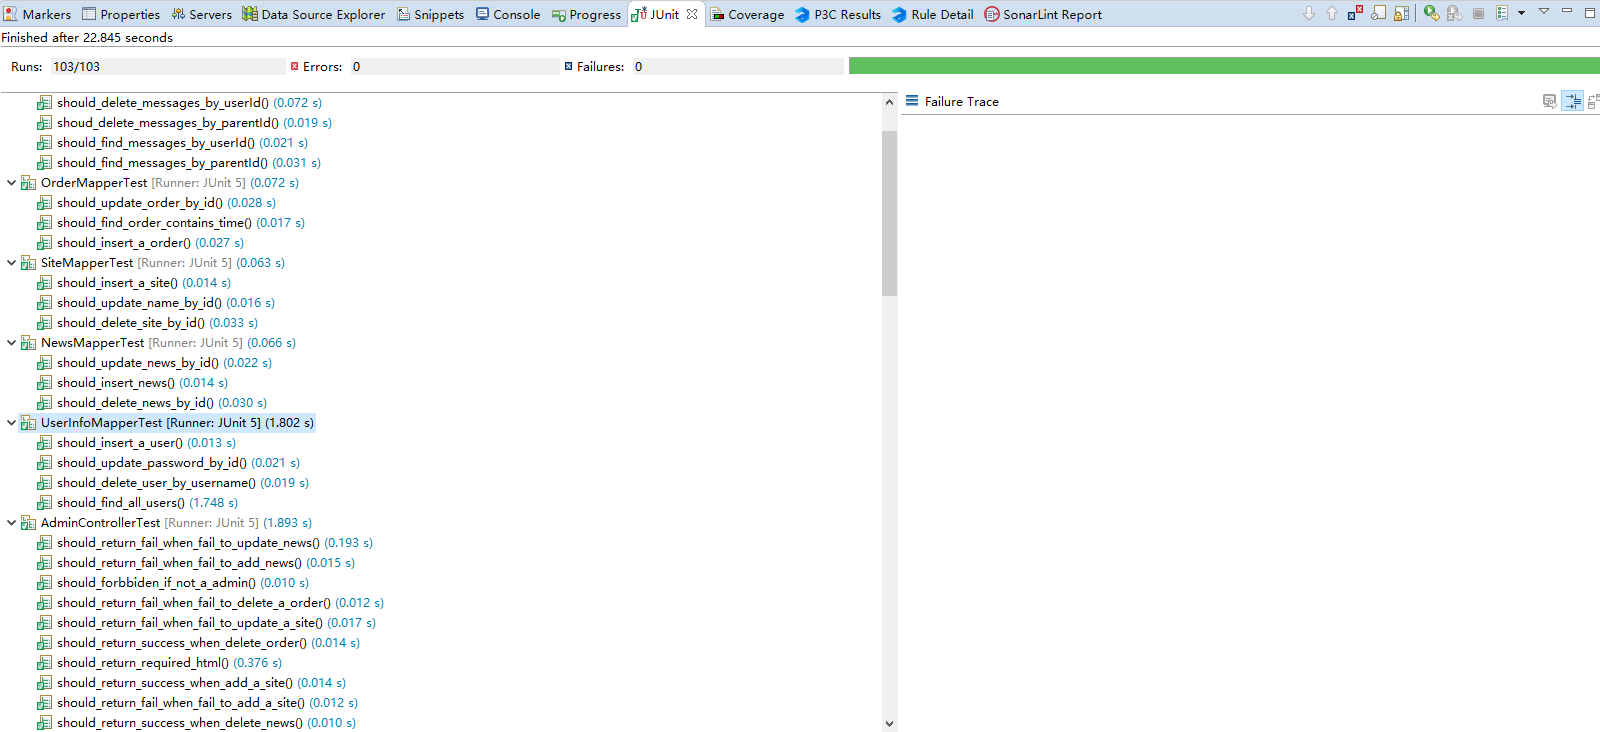 Markers Properties Servers Data Source Explorer Snippets Console Progress JUnit Coverage P3C Results Rule Detail SonarLint Report
Finished after 22.845 seconds
Runs: 103/103 Errors: 0 Failures: 0
Failure Trace
should_delete_messages_by_userId() (0.072 s)
shoud_delete_messages_by_parentId() (0.019 s)
should_find_messages_by_userId() (0.021 s)
should_find_messages_by_parentId() (0.031 s)
OrderMapperTest [Runner: JUnit 5] (0.072 s)
should_update_order_by_id() (0.028 s)
should_find_order_contains_time() (0.017 s)
should_insert_a_order() (0.027 s)
SiteMapperTest [Runner: JUnit 5] (0.063 s)
should_insert_a_site() (0.014 s)
should_update_name_by_id() (0.016 s)
should_delete_site_by_id() (0.033 s)
NewsMapperTest [Runner: JUnit 5] (0.066 s)
should_update_news_by_id() (0.022 s)
should_insert_news() (0.014 s)
should_delete_news_by_id() (0.030 s)
UserInfoMapperTest [Runner: JUnit 5] (1.802 s)
should_insert_a_user() (0.013 s)
should_update_password_by_id() (0.021 s)
should_delete_user_by_username() (0.019 s)
should_find_all_users() (1.748 s)
AdminControllerTest [Runner: JUnit 5] (1.893 s)
should_return_fail_when_fail_to_update_news() (0.193 s)
should_return_fail_when_fail_to_add_news() (0.015 s)
should_forbbiden_if_not_a_admin() (0.010 s)
should_return_fail_when_fail_to_delete_a_order() (0.012 s)
should_return_fail_when_fail_to_update_a_site() (0.017 s)
should_return_success_when_delete_order() (0.014 s)
should_return_required_html() (0.376 s)
should_return_success_when_add_a_site() (0.014 s)
should_return_fail_when_fail_to_add_a_site() (0.012 s)
should_return_success_when_delete_news() (0.010 s)